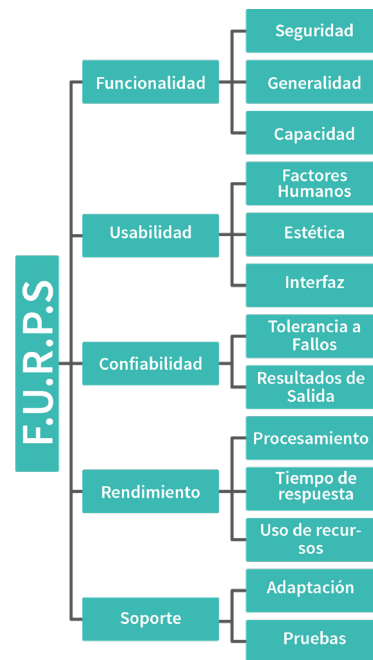 F.U.R.P.S
Funcionalidad
Seguridad
Generalidad
Capacidad
Usabilidad
Factores
Humanos
Estética
Interfaz
Confiabilidad
Tolerancia a
Fallos
Resultados de
Salida
Rendimiento
Procesamiento
Tiempo de
respuesta
Uso de recur-
sos
Soporte
Adaptación
Pruebas